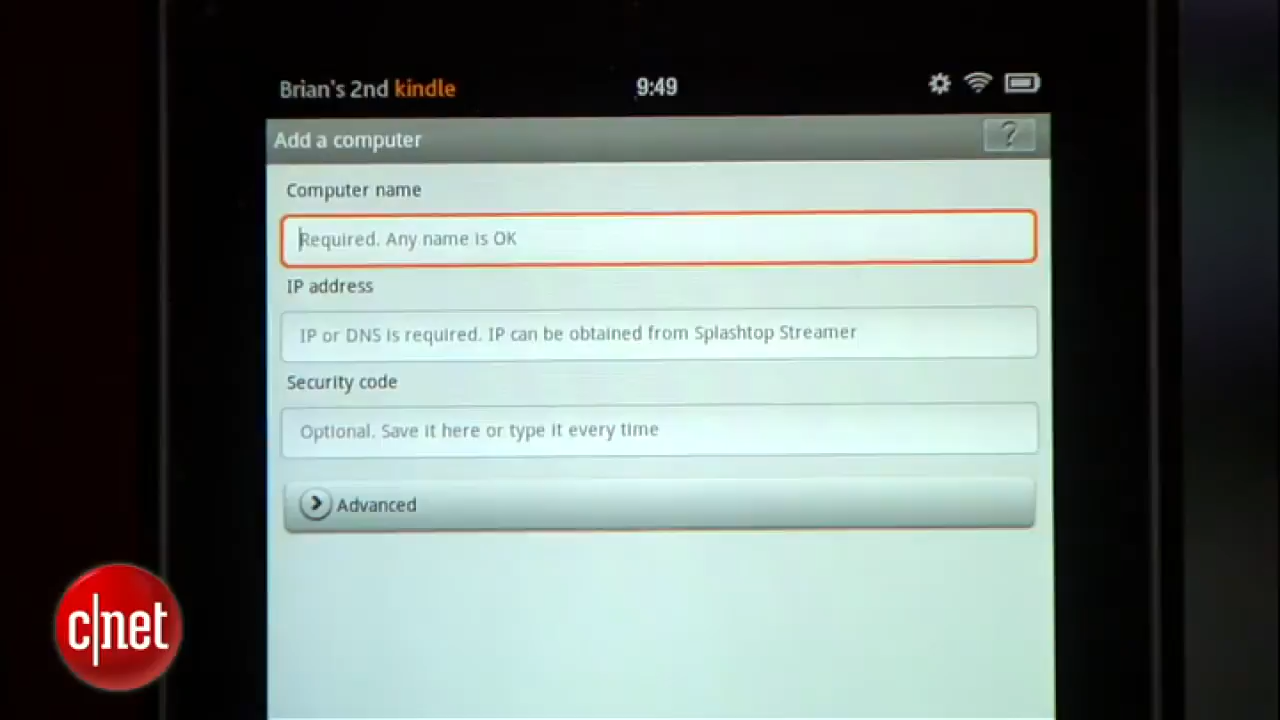 Brian's 2nd kindle 9:49
Add a computer ?
Computer name
Required. Any name is OK
IP address
IP or DNS is required. IP can be obtained from Splashtop Streamer
Security code
Optional. Save it here or type it every time
Advanced
c|net